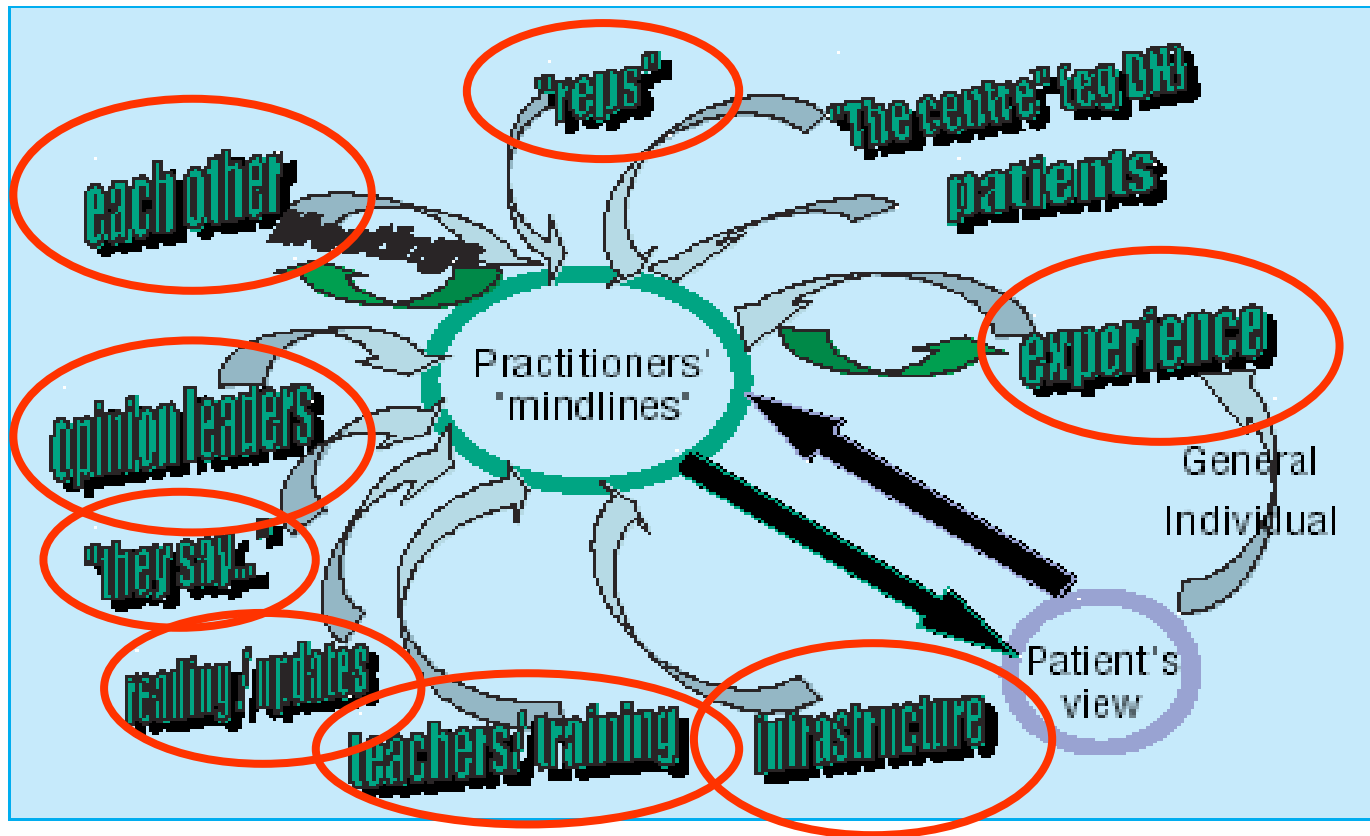 "reps"
"The centre" (eg, DH)
patients
each other
experience
Practitioners'
"mindlines"
opinion leaders
General
Individual
"they say... "
reading / updates
teachers/ training
infrastructure
Patient's
view